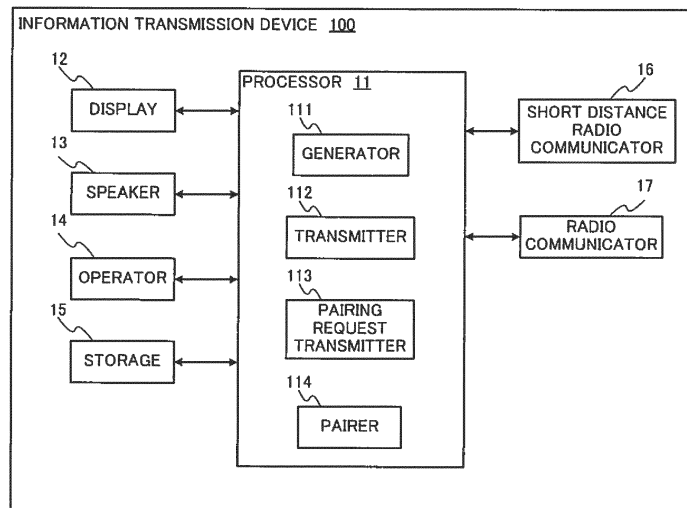 INFORMATION TRANSMISSION DEVICE 100
12
DISPLAY
13
SPEAKER
14
OPERATOR
15
STORAGE
PROCESSOR 11
111
GENERATOR
112
TRANSMITTER
113
PAIRING
REQUEST
TRANSMITTER
114
PAIRER
16
SHORT DISTANCE
RADIO
COMMUNICATOR
17
RADIO
COMMUNICATOR